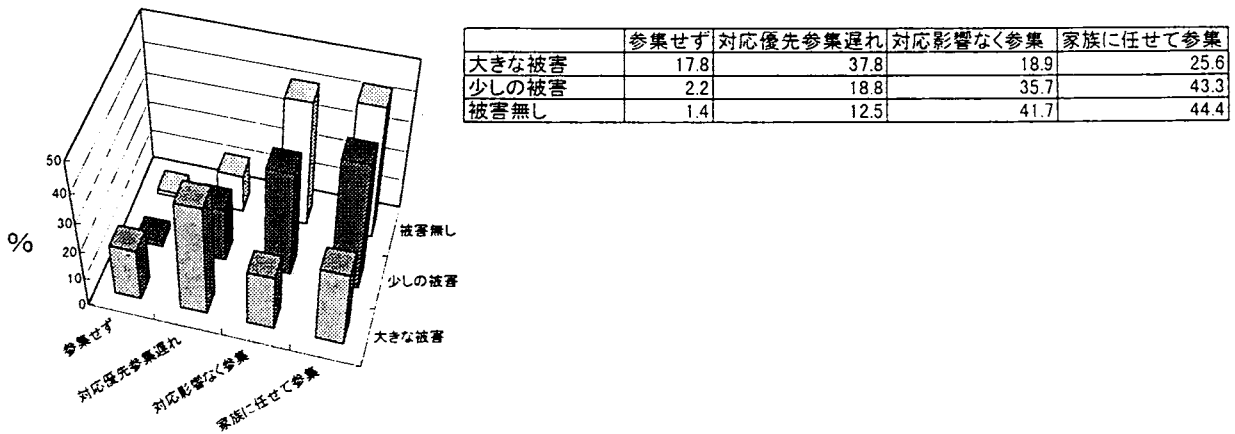 参集せず 対応優先参集遅れ 対応影響なく参集 家族に任せて参集
大きな被害 17.8 37.8 18.9 25.6
少しの被害 2.2 18.8 35.7 43.3
被害無し 1.4 12.5 41.7 44.4
50
40
30
20
10
0
%
被害無し
少しの被害
大きな被害
参集せず
対応優先参集遅れ
対応影響なく参集
家族に任せて参集